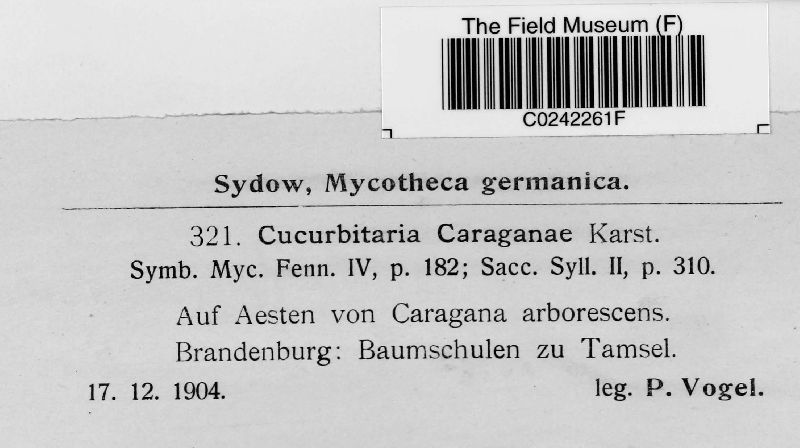 The Field Museum (F)
C0242261F
Sydow, Mycotheca germanica.
321. Cucurbitaria Caraganae Karst.
Symb. Myc. Fenn. IV, p. 182; Sacc. Syll. II, p. 310.
Auf Aesten von Caragana arborescens.
Brandenburg: Baumschulen zu Tamsel.
17. 12. 1904. leg. P. Vogel.